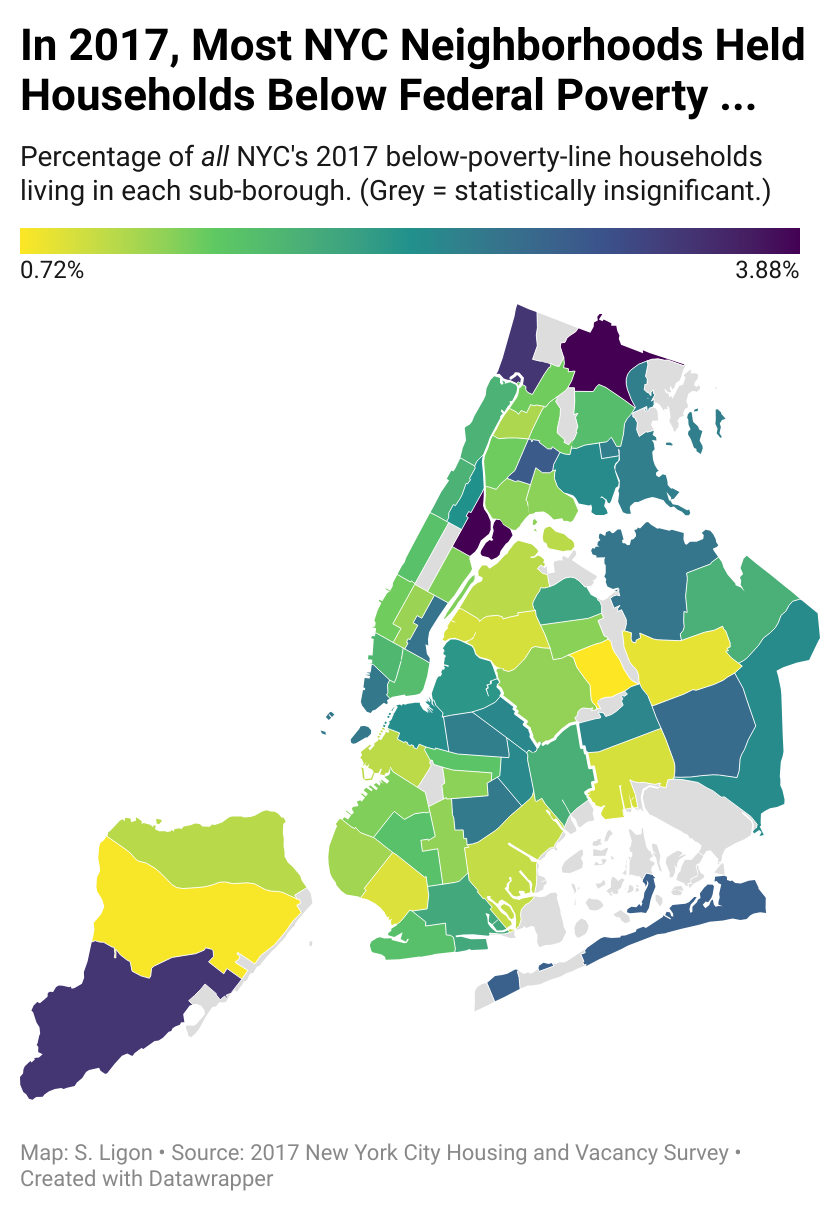 In 2017, Most NYC Neighborhoods Held
Households Below Federal Poverty ...
Percentage of all NYC's 2017 below-poverty-line households
living in each sub-borough. (Grey = statistically insignificant.)
0.72%
3.88%
Map: S. Ligon • Source: 2017 New York City Housing and Vacancy Survey •
Created with Datawrapper